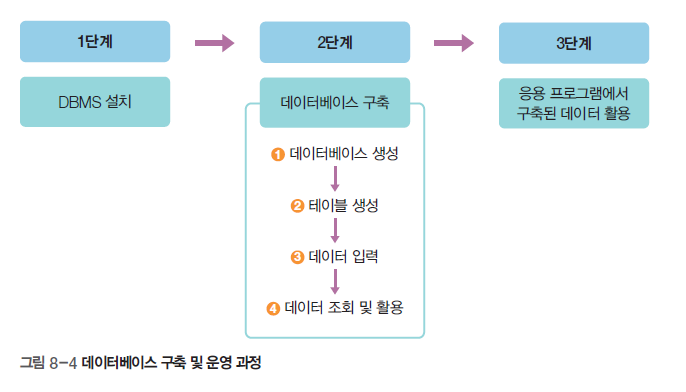 1단계
2단계
3단계
DBMS 설치
데이터베이스 구축
응용 프로그램에서
구축된 데이터 활용
❶ 데이터베이스 생성
❷ 테이블 생성
❸ 데이터 입력
❹ 데이터 조회 및 활용
그림 8-4 데이터베이스 구축 및 운영 과정